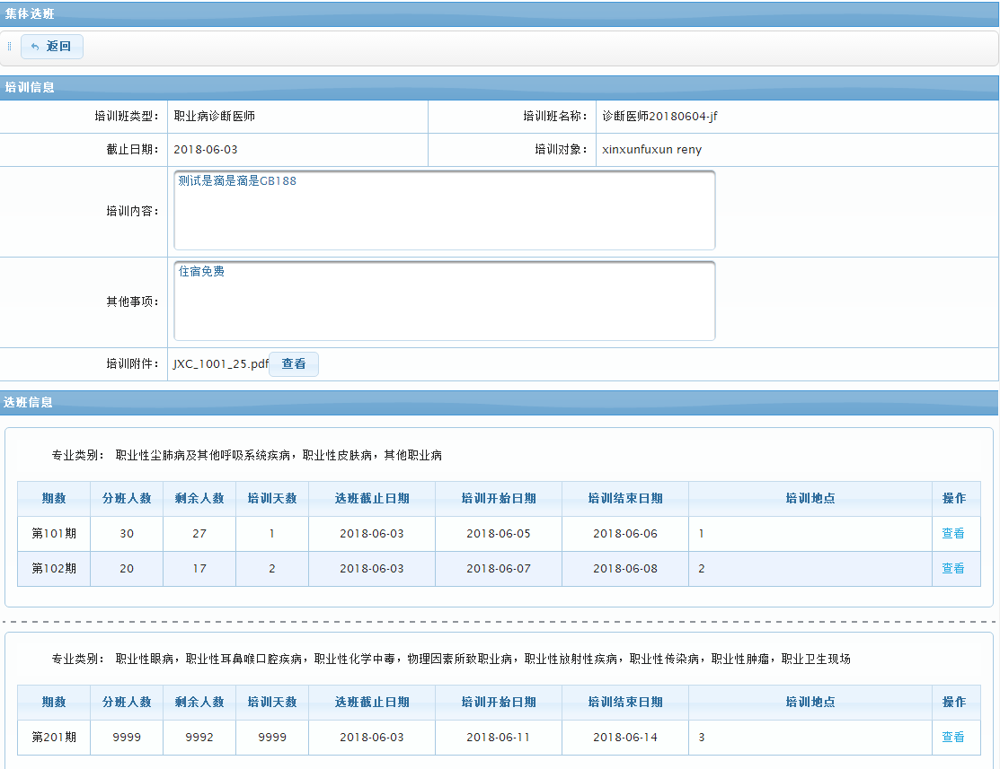 集体选班
返回
培训信息
培训班类型： 职业病诊断医师 培训班名称： 诊断医师20180604-jf
截止日期： 2018-06-03 培训对象： xinxunfuxun reny
培训内容： 测试是滴是滴是GB188
其他事项： 住宿免费
培训附件： JXC_1001_25.pdf 查看
选班信息
专业类别： 职业性尘肺病及其他呼吸系统疾病，职业性皮肤病，其他职业病
期数 分班人数 剩余人数 培训天数 选班截止日期 培训开始日期 培训结束日期 培训地点 操作
第101期 30 27 1 2018-06-03 2018-06-05 2018-06-06 1 查看
第102期 20 17 2 2018-06-03 2018-06-07 2018-06-08 2 查看
专业类别： 职业性眼病，职业性耳鼻喉口腔疾病，职业性化学中毒，物理因素所致职业病，职业性放射性疾病，职业性传染病，职业性肿瘤，职业卫生现场
期数 分班人数 剩余人数 培训天数 选班截止日期 培训开始日期 培训结束日期 培训地点 操作
第201期 9999 9992 9999 2018-06-03 2018-06-11 2018-06-14 3 查看